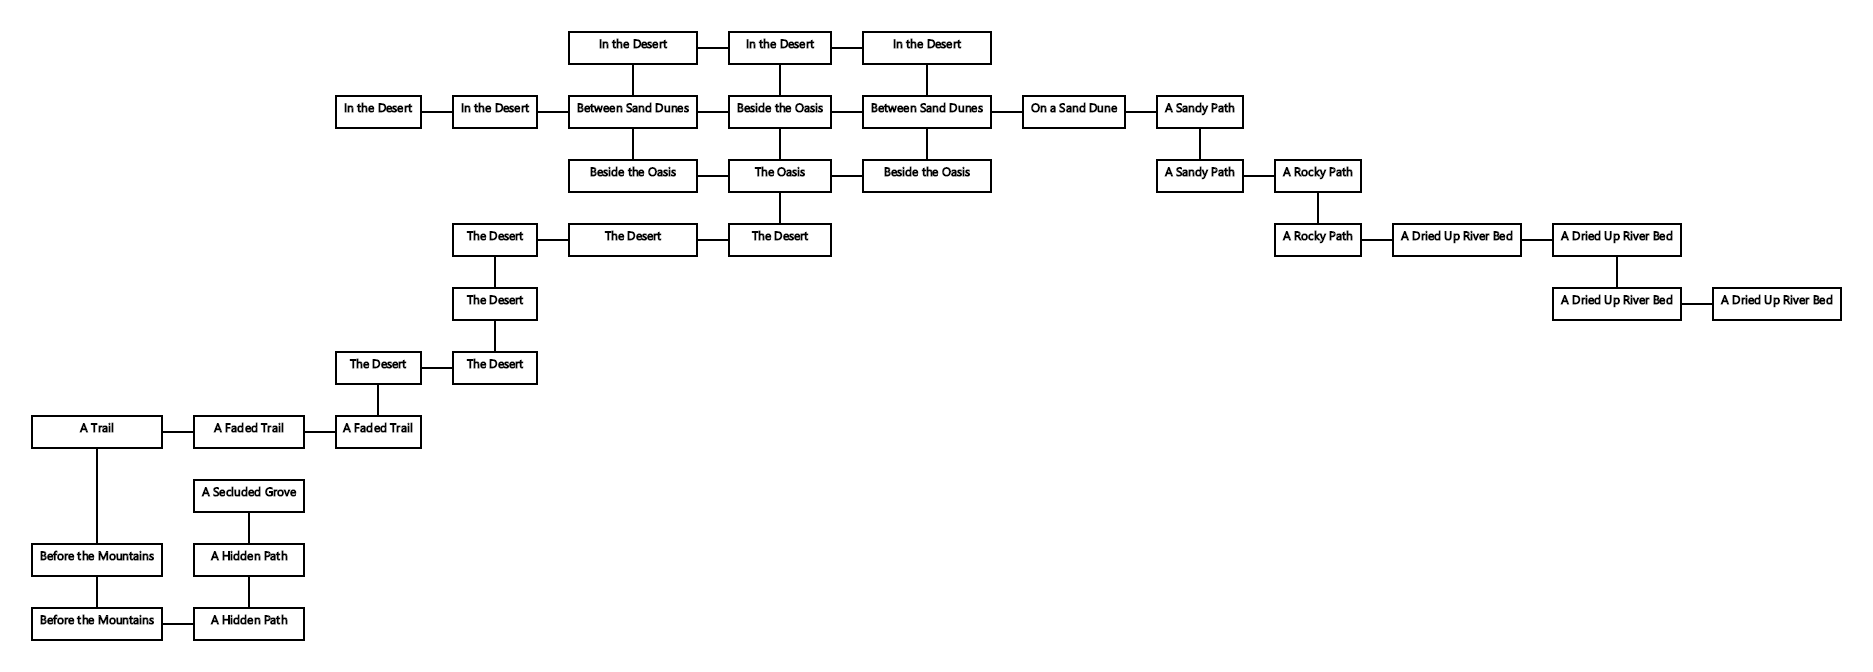 In the Desert
In the Desert
In the Desert
In the Desert
In the Desert
Between Sand Dunes
Beside the Oasis
Between Sand Dunes
On a Sand Dune
A Sandy Path
Beside the Oasis
The Oasis
Beside the Oasis
A Sandy Path
A Rocky Path
The Desert
The Desert
The Desert
A Rocky Path
A Dried Up River Bed
A Dried Up River Bed
The Desert
A Dried Up River Bed
A Dried Up River Bed
The Desert
The Desert
A Trail
A Faded Trail
A Faded Trail
A Secluded Grove
Before the Mountains
A Hidden Path
Before the Mountains
A Hidden Path